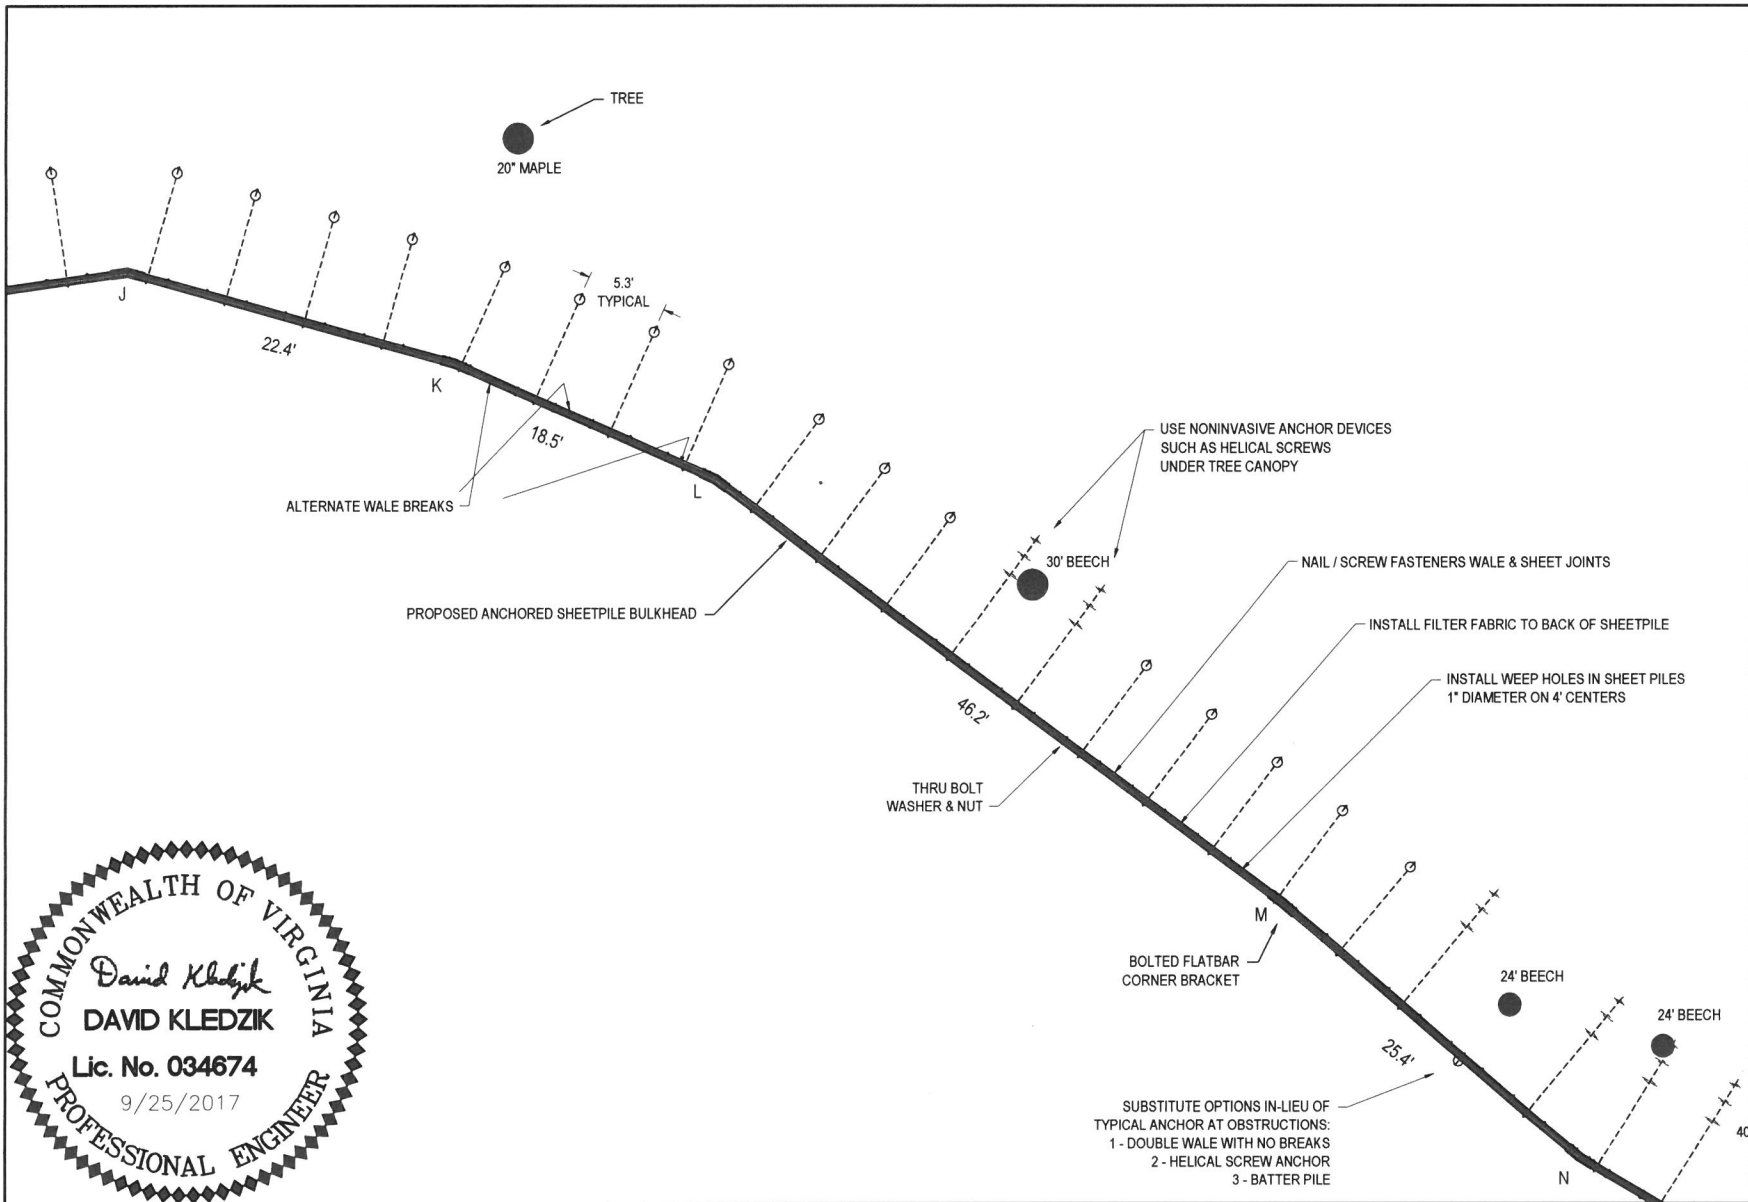 TREE
20" MAPLE
5.3'
TYPICAL
J
22.4'
K
18.5'
L
ALTERNATE WALE BREAKS
USE NONINVASIVE ANCHOR DEVICES
SUCH AS HELICAL SCREWS
UNDER TREE CANOPY
30' BEECH
NAIL / SCREW FASTENERS WALE & SHEET JOINTS
PROPOSED ANCHORED SHEETPILE BULKHEAD
INSTALL FILTER FABRIC TO BACK OF SHEETPILE
INSTALL WEEP HOLES IN SHEET PILES
1" DIAMETER ON 4' CENTERS
46.2'
THRU BOLT
WASHER & NUT
M
BOLTED FLATBAR
CORNER BRACKET
24' BEECH
24' BEECH
25.4'
SUBSTITUTE OPTIONS IN-LIEU OF
TYPICAL ANCHOR AT OBSTRUCTIONS:
1 - DOUBLE WALE WITH NO BREAKS
2 - HELICAL SCREW ANCHOR
3 - BATTER PILE
N
40
COMMONWEALTH OF VIRGINIA
David Kledzik
DAVID KLEDZIK
Lic. No. 034674
9/25/2017
PROFESSIONAL ENGINEER